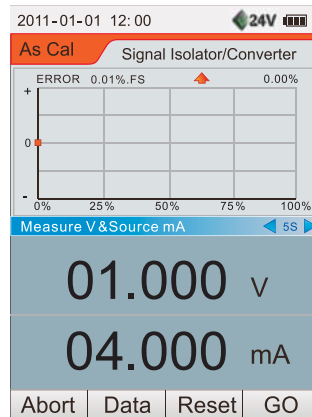 2011-01-01 12:00 24V
As Cal Signal Isolator/Converter
ERROR 0.01%.FS 0.00%
+
0
-
0% 25% 50% 75% 100%
Measure V&Source mA 5S
01.000 V
04.000 mA
Abort Data Reset GO